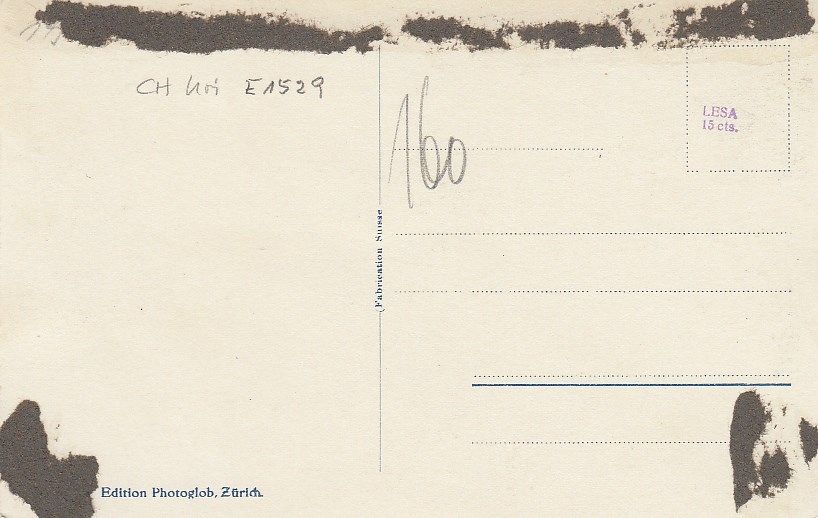 CH Uri E1529
160
LESA
15 cts.
(Fabrication Suisse
Edition Photoglob, Zürich.